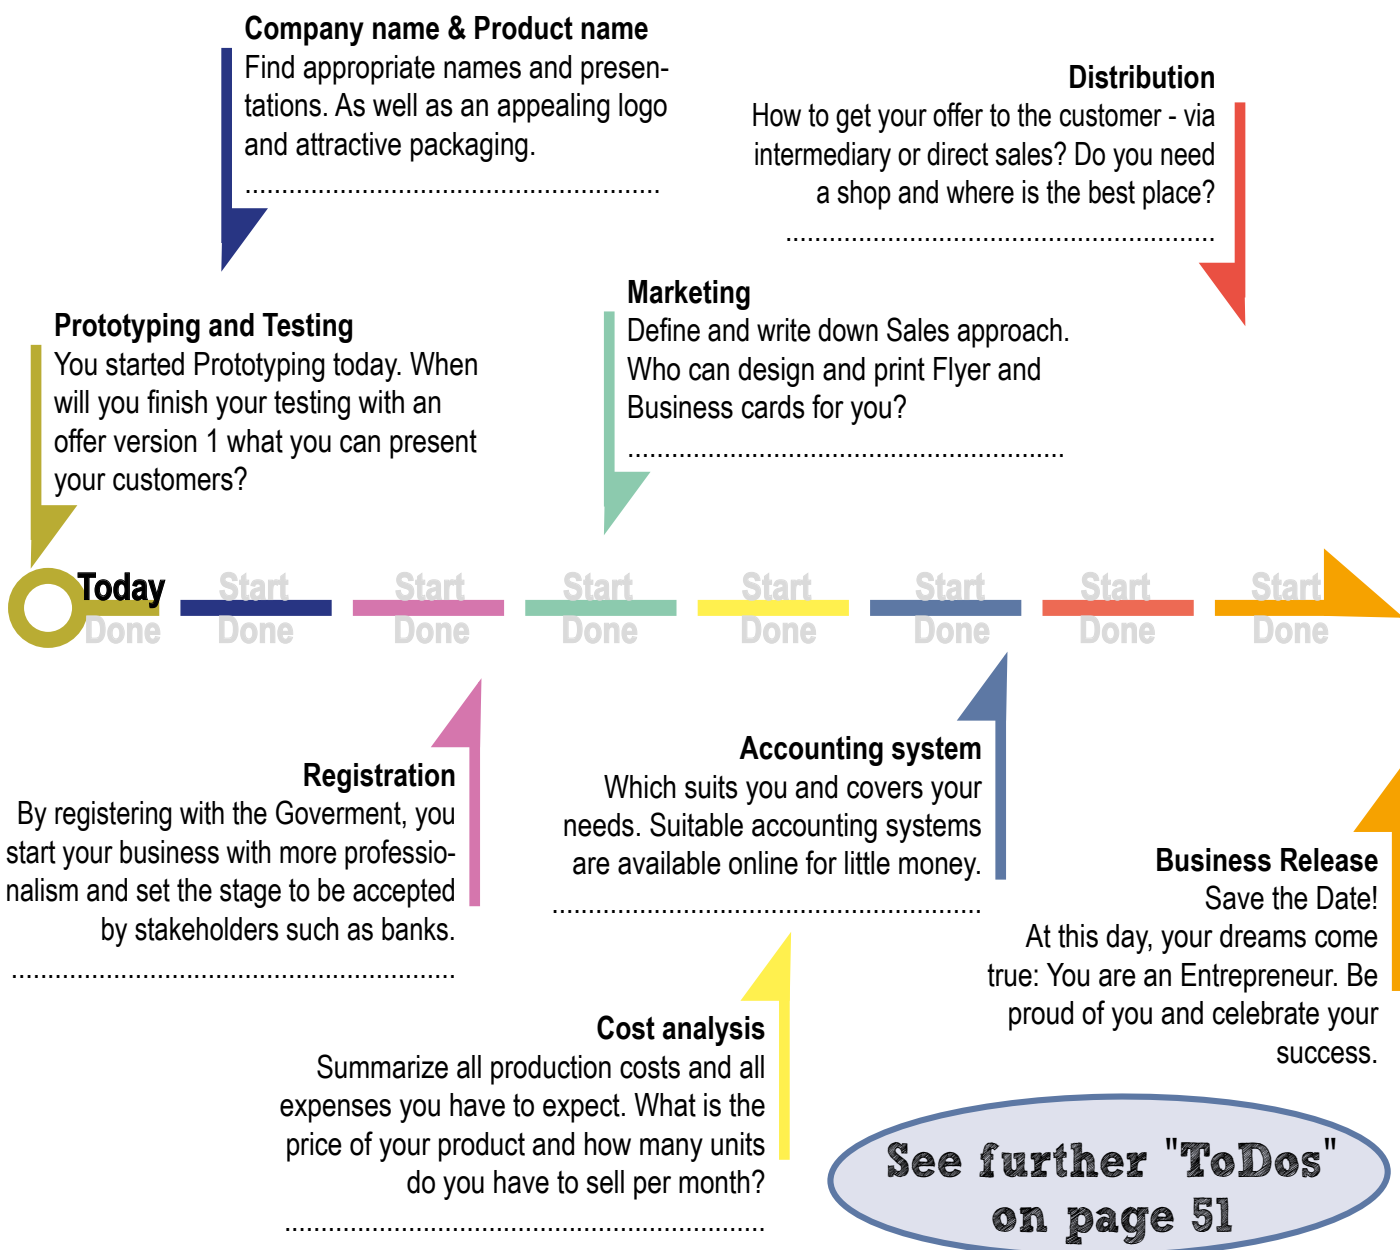 Company name & Product name
Find appropriate names and presen-
tations. As well as an appealing logo
and attractive packaging.
.........................................................
Distribution
How to get your offer to the customer - via
intermediary or direct sales? Do you need
a shop and where is the best place?
...........................................................
Prototyping and Testing
You started Prototyping today. When
will you finish your testing with an
offer version 1 what you can present
your customers?
Marketing
Define and write down Sales approach.
Who can design and print Flyer and
Business cards for you?
............................................................
Today Start Start Start Start Start Start Start
Done Done Done Done Done Done Done Done
Registration
By registering with the Goverment, you
start your business with more professio-
nalism and set the stage to be accepted
by stakeholders such as banks.
.............................................................
Accounting system
Which suits you and covers your
needs. Suitable accounting systems
are available online for little money.
...........................................................
Cost analysis
Summarize all production costs and all
expenses you have to expect. What is the
price of your product and how many units
do you have to sell per month?
..................................................................
Business Release
Save the Date!
At this day, your dreams come
true: You are an Entrepreneur. Be
proud of you and celebrate your
success.
See further "ToDos"
on page 51